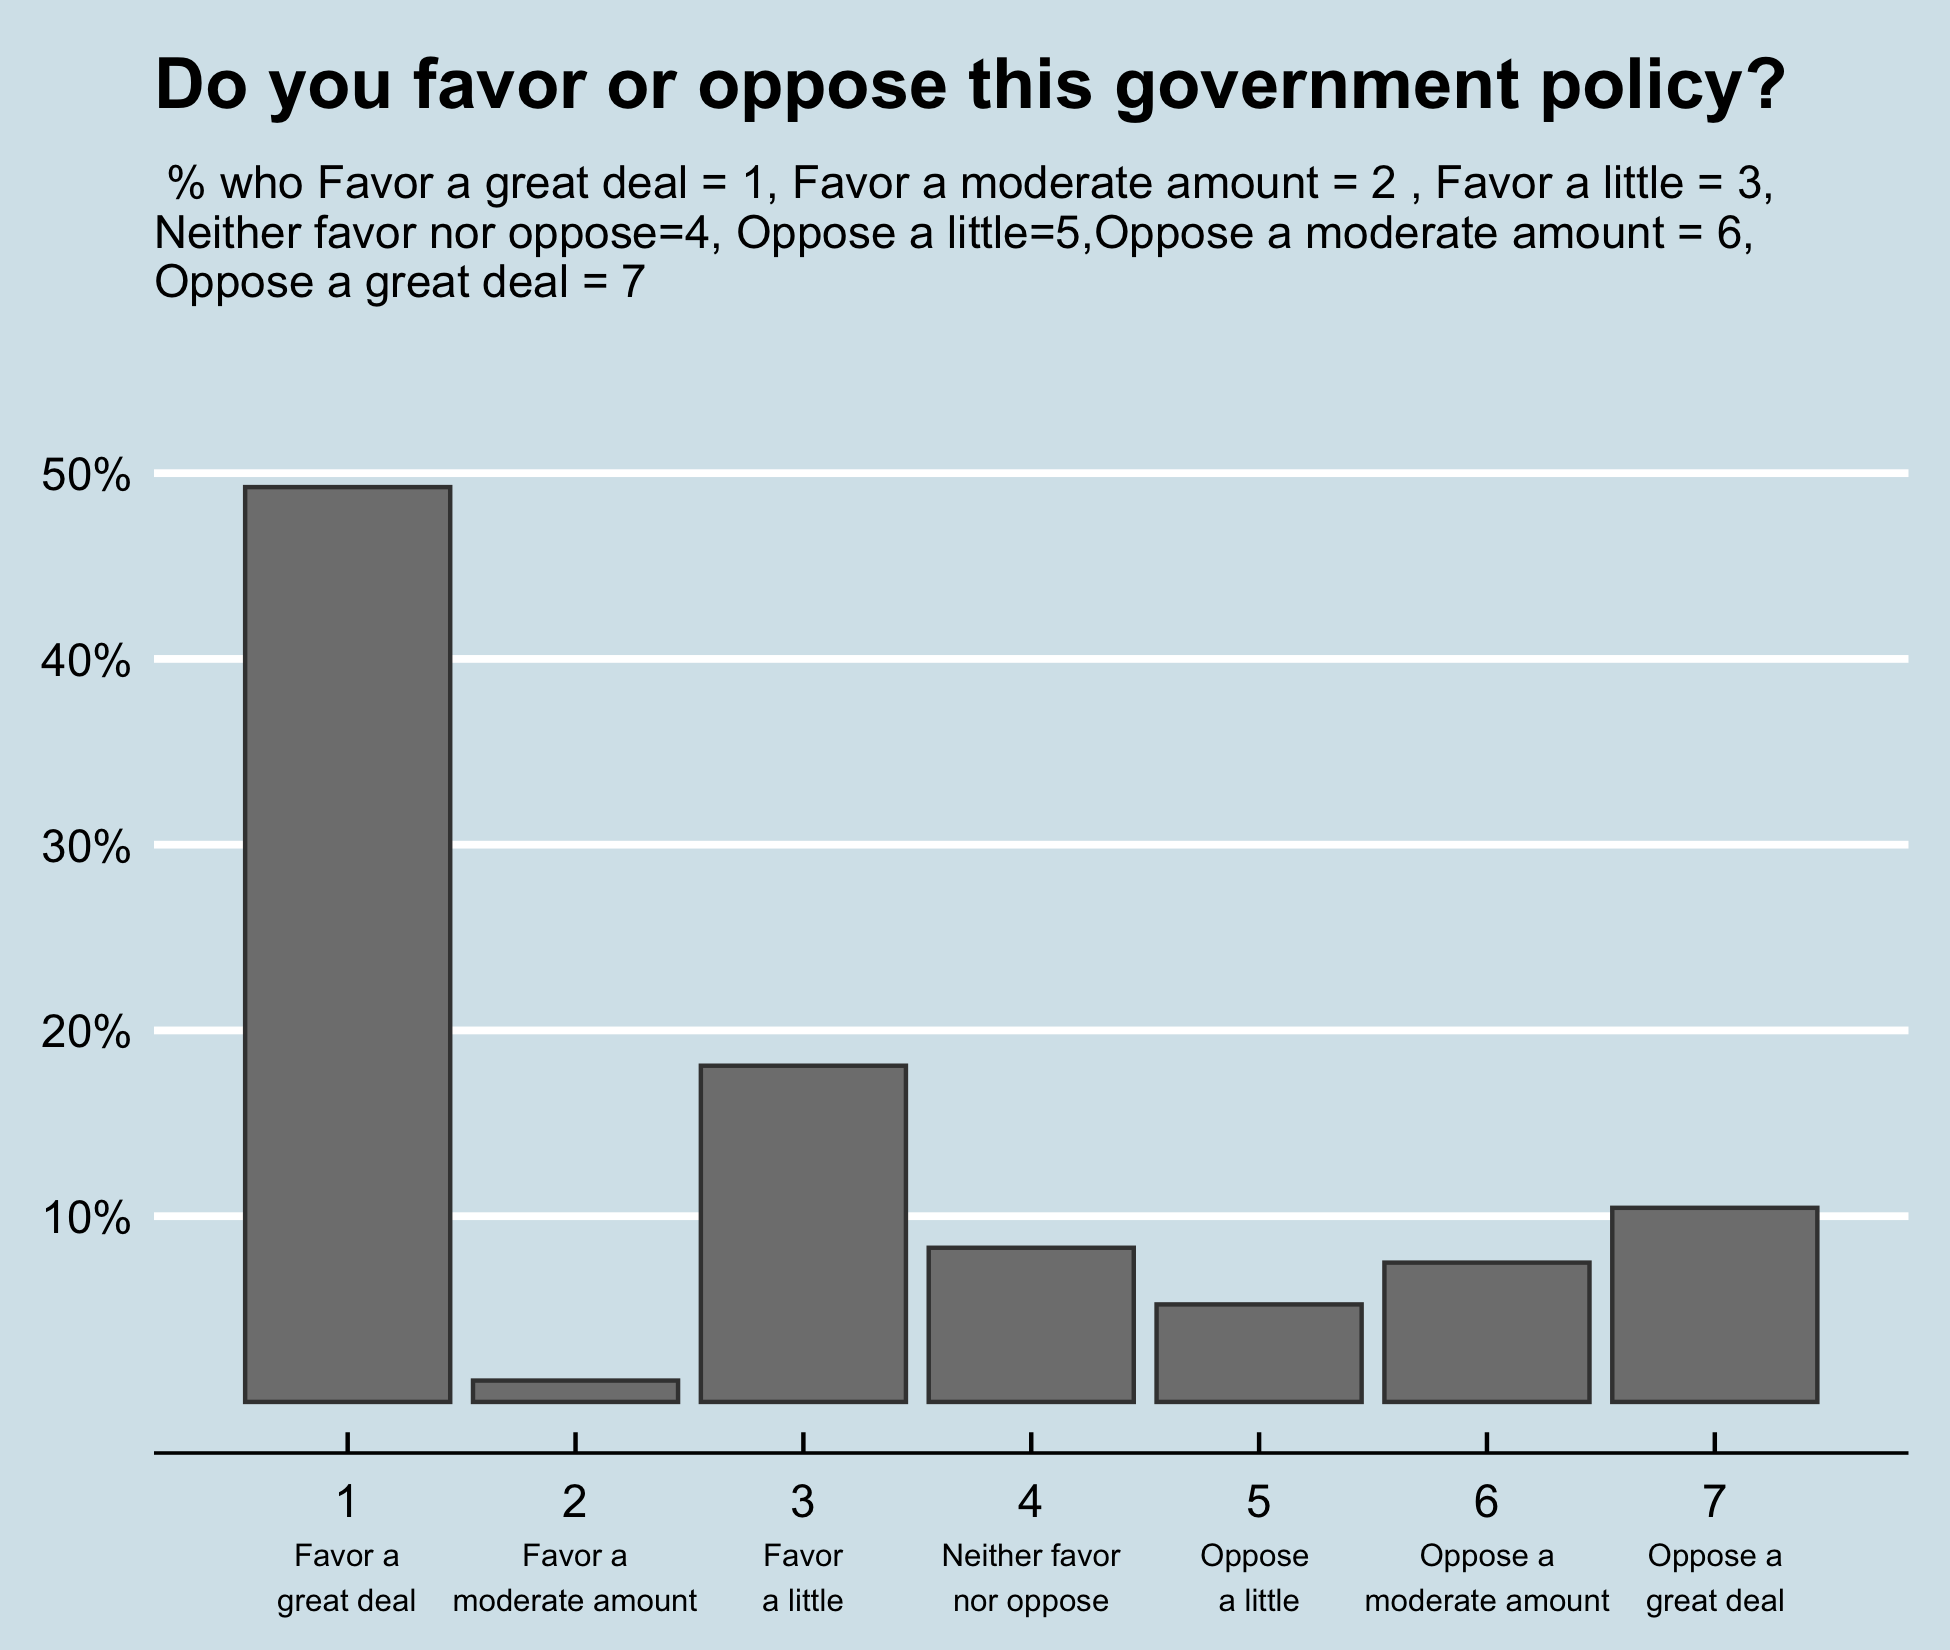 Do you favor or oppose this government policy?
% who Favor a great deal = 1, Favor a moderate amount = 2 , Favor a little = 3,
Neither favor nor oppose=4, Oppose a little=5,Oppose a moderate amount = 6,
Oppose a great deal = 7
50%
40%
30%
20%
10%
1 2 3 4 5 6 7
Favor a Favor a Favor Neither favor Oppose Oppose a Oppose a
great deal moderate amount a little nor oppose a little moderate amount great deal